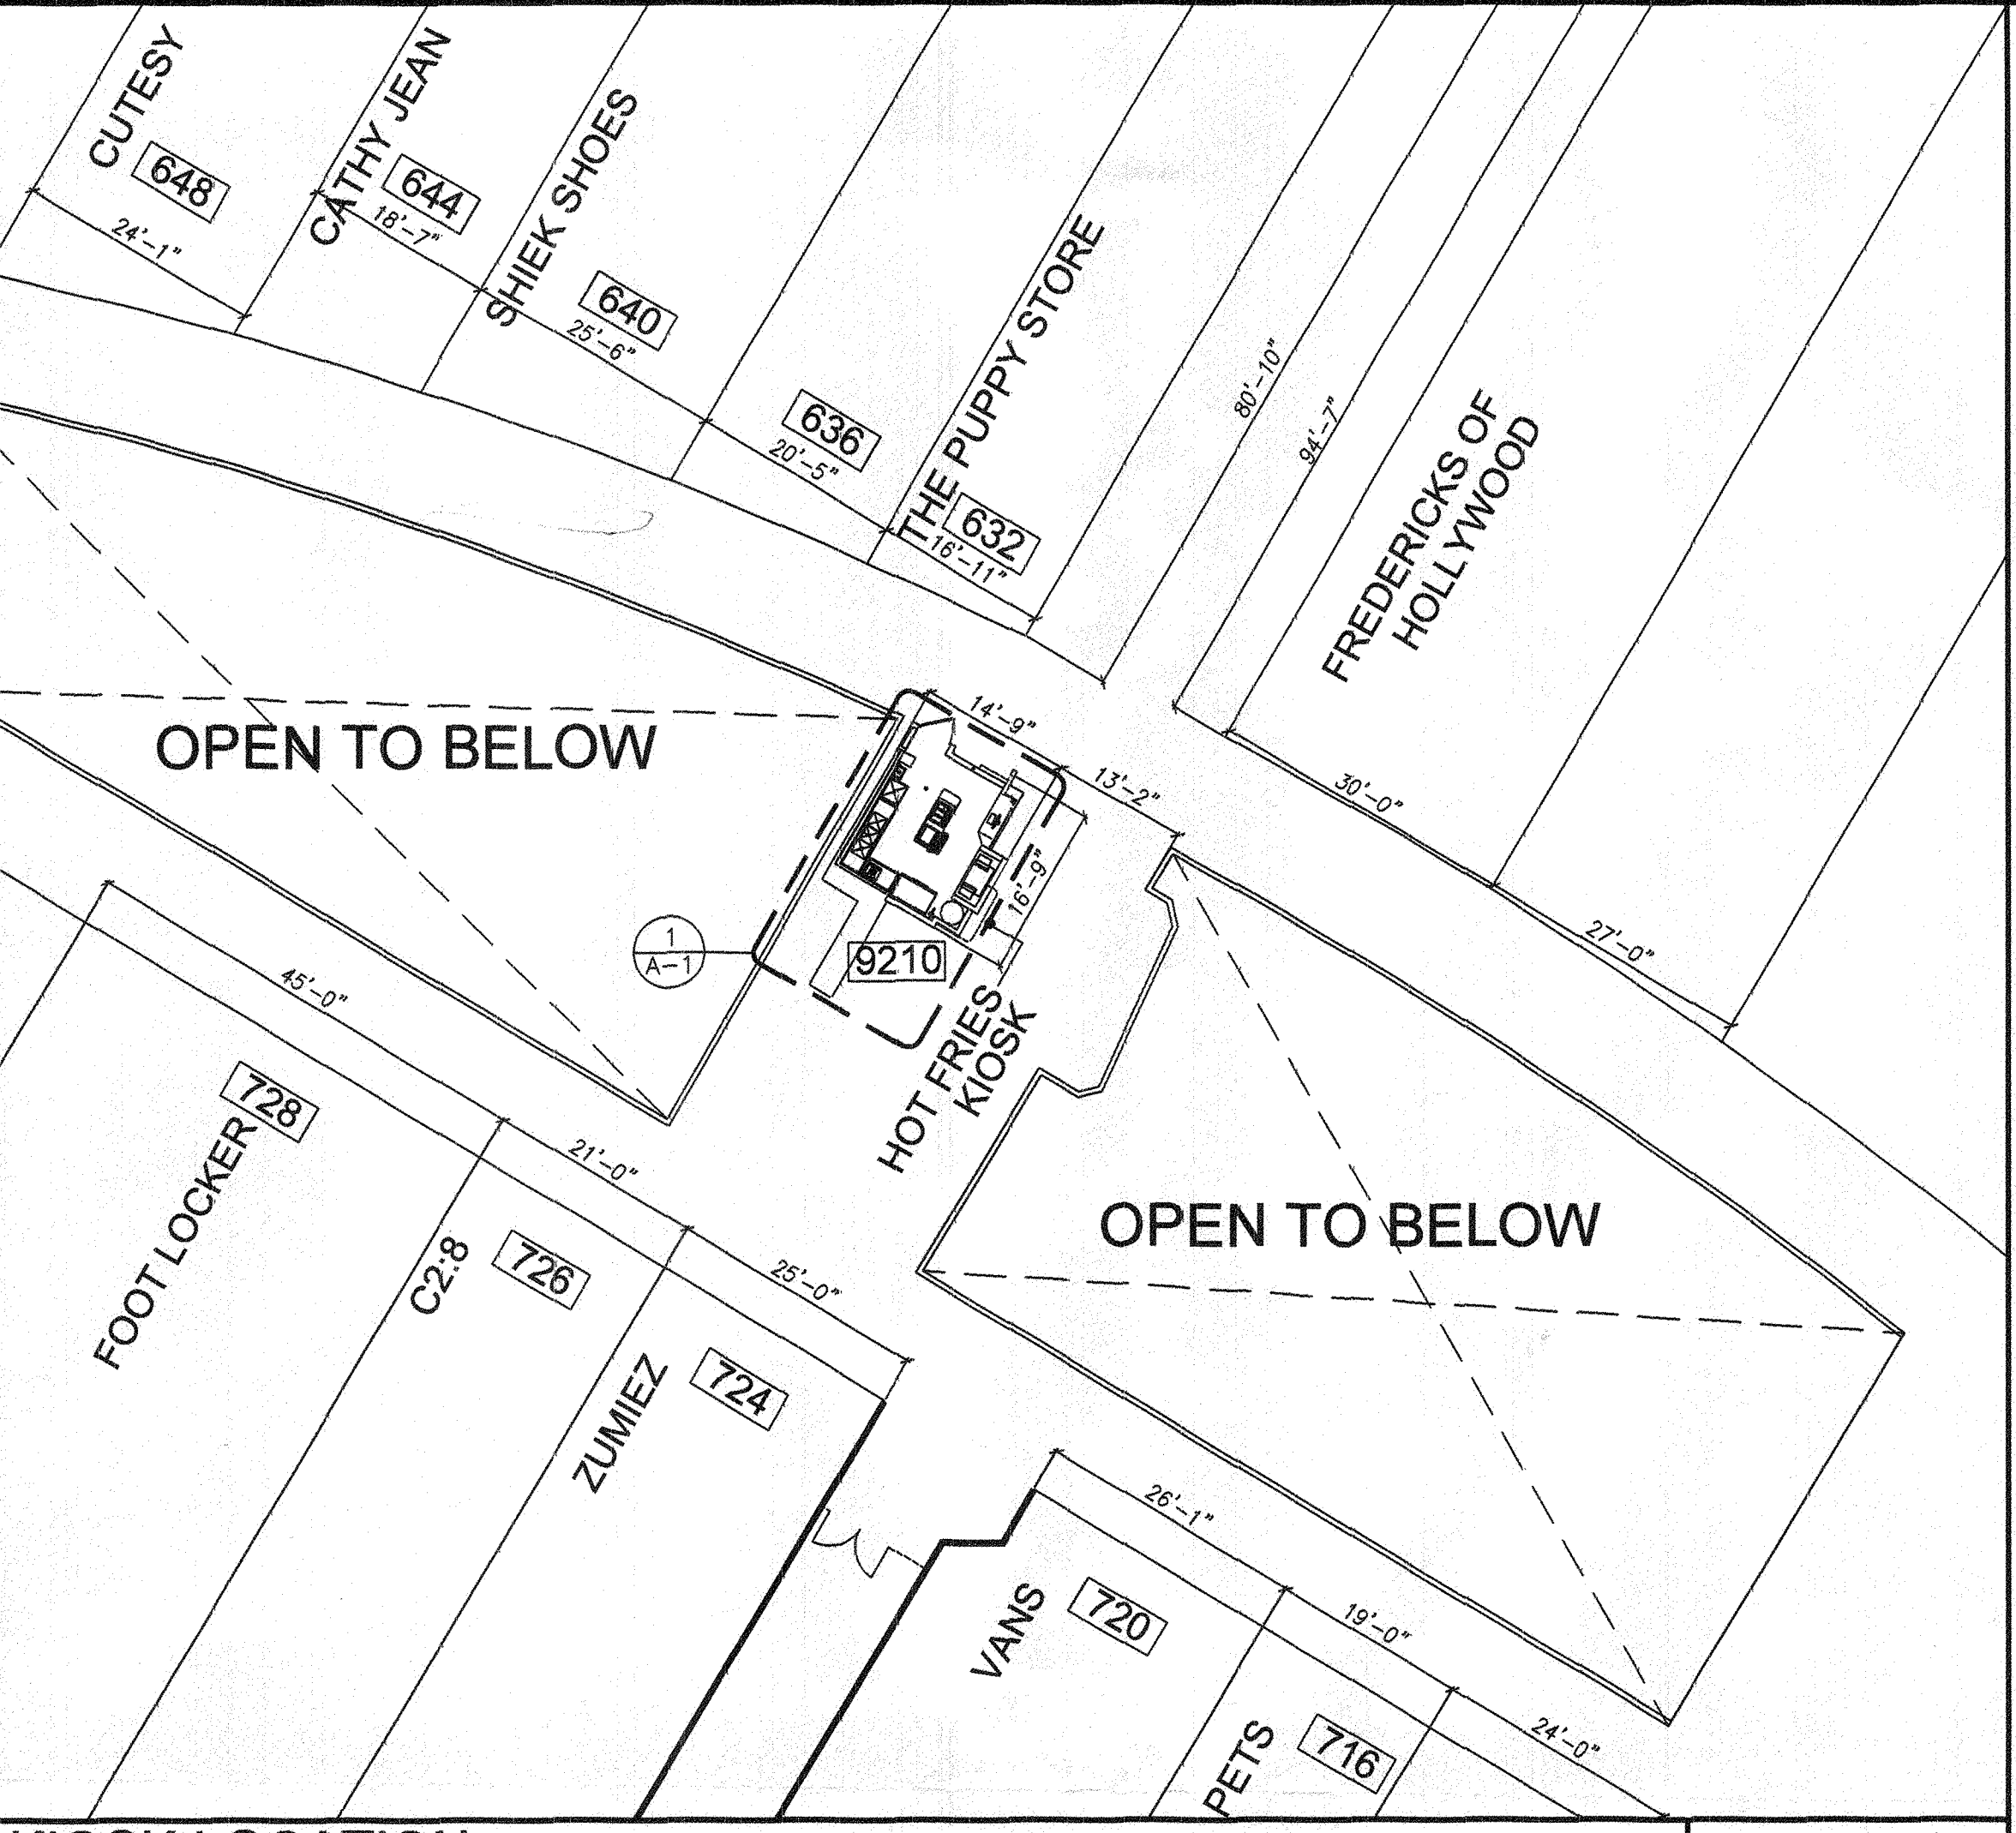 CUTESY
648
24'-1"
CATHY JEAN
644
18'-7"
SHIEK SHOES
640
25'-6"
636
20'-5"
THE PUPPY STORE
632
16'-11"
80'-10"
94'-7"
FREDERICKS OF
HOLLYWOOD
OPEN TO BELOW
14'-9"
13'-2"
30'-0"
16'-9"
27'-0"
1
A-1
9210
HOT FRIES
KIOSK
45'-0"
728
FOOT LOCKER
21'-0"
C2:8
726
25'-0"
OPEN TO BELOW
ZUMIEZ
724
26'-1"
VANS
720
19'-0"
PETS
716
24'-0"